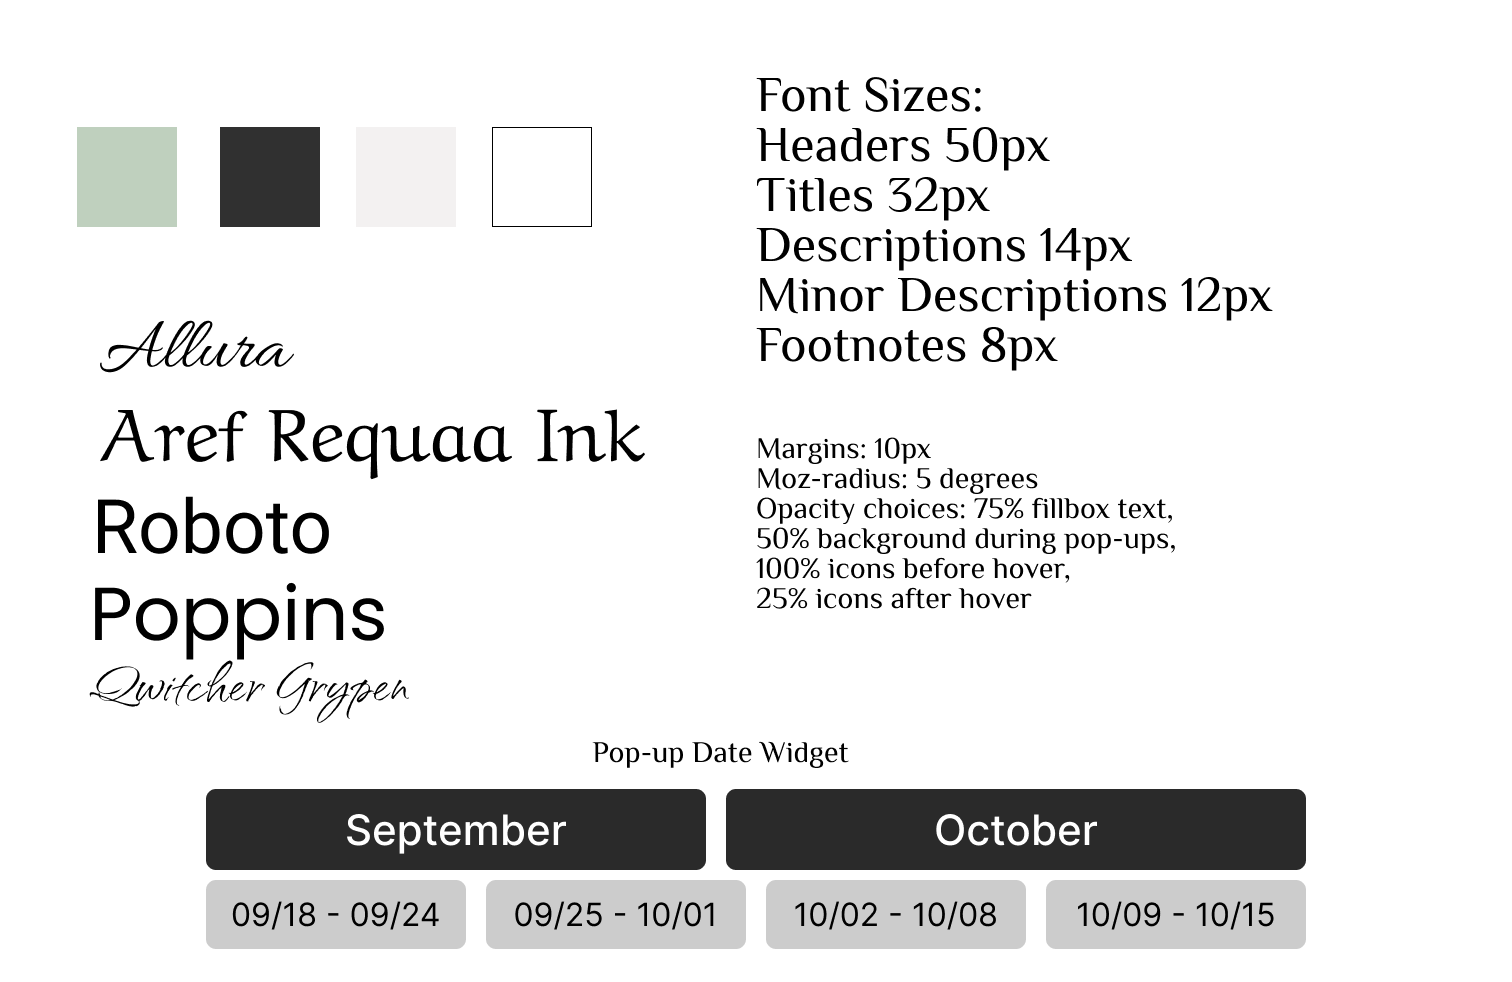 Font Sizes:
Headers 50px
Titles 32px
Descriptions 14px
Minor Descriptions 12px
Footnotes 8px
Allura
Aref Requaa Ink
Roboto
Poppins
Qwitcher Grypen
Margins: 10px
Moz-radius: 5 degrees
Opacity choices: 75% fillbox text,
50% background during pop-ups,
100% icons before hover,
25% icons after hover
Pop-up Date Widget
September
October
09/18 - 09/24
09/25 - 10/01
10/02 - 10/08
10/09 - 10/15